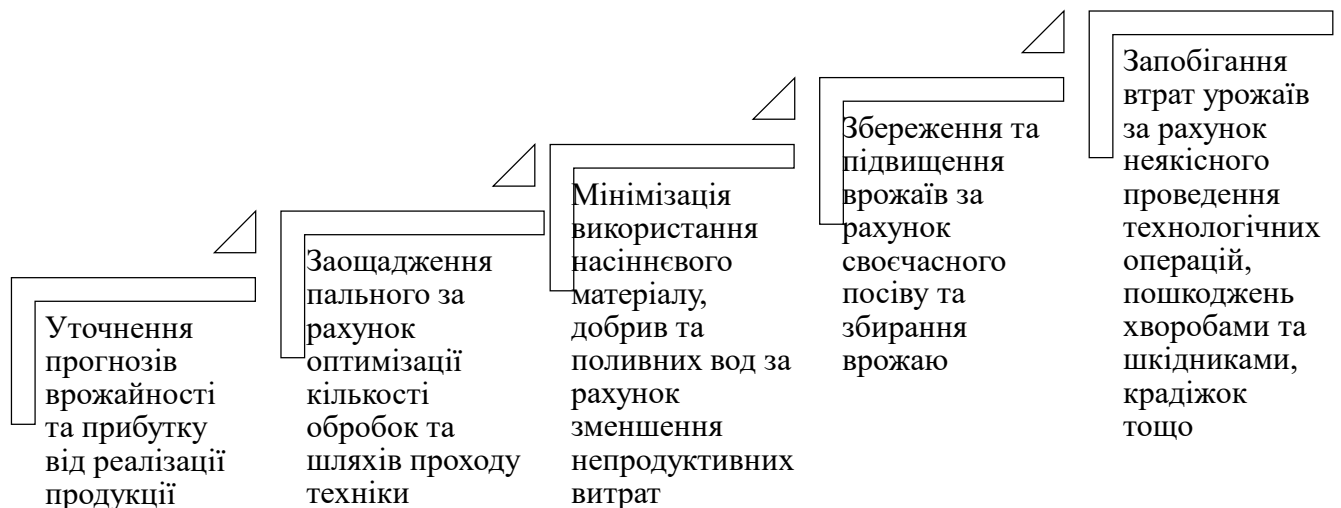 Уточнення
прогнозів
врожайності
та прибутку
від реалізації
продукції
Заощадження
пального за
рахунок
оптимізації
кількості
обробок та
шляхів проходу
техніки
Мінімізація
використання
насіннєвого
матеріалу,
добрив та
поливних вод за
рахунок
зменшення
непродуктивних
витрат
Збереження та
підвищення
врожаїв за
рахунок
своєчасного
посіву та
збирання
врожаю
Запобігання
втрат урожаїв
за рахунок
неякісного
проведення
технологічних
операцій,
пошкоджень
хворобами та
шкідниками,
крадіжок
тощо